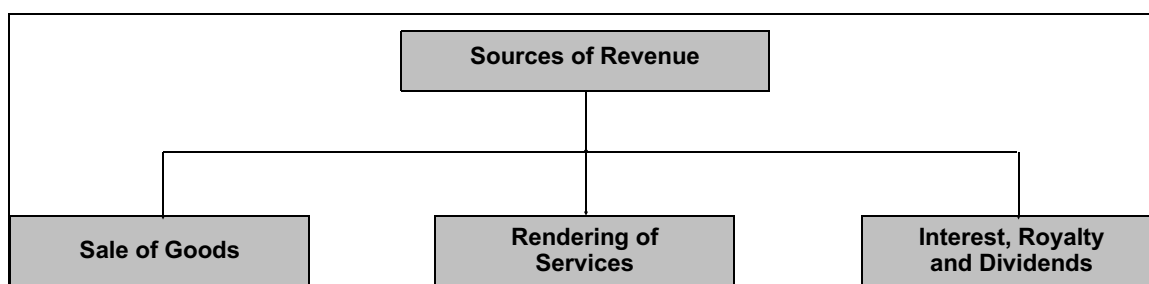 Sources of Revenue
Sale of Goods
Rendering of
Services
Interest, Royalty
and Dividends